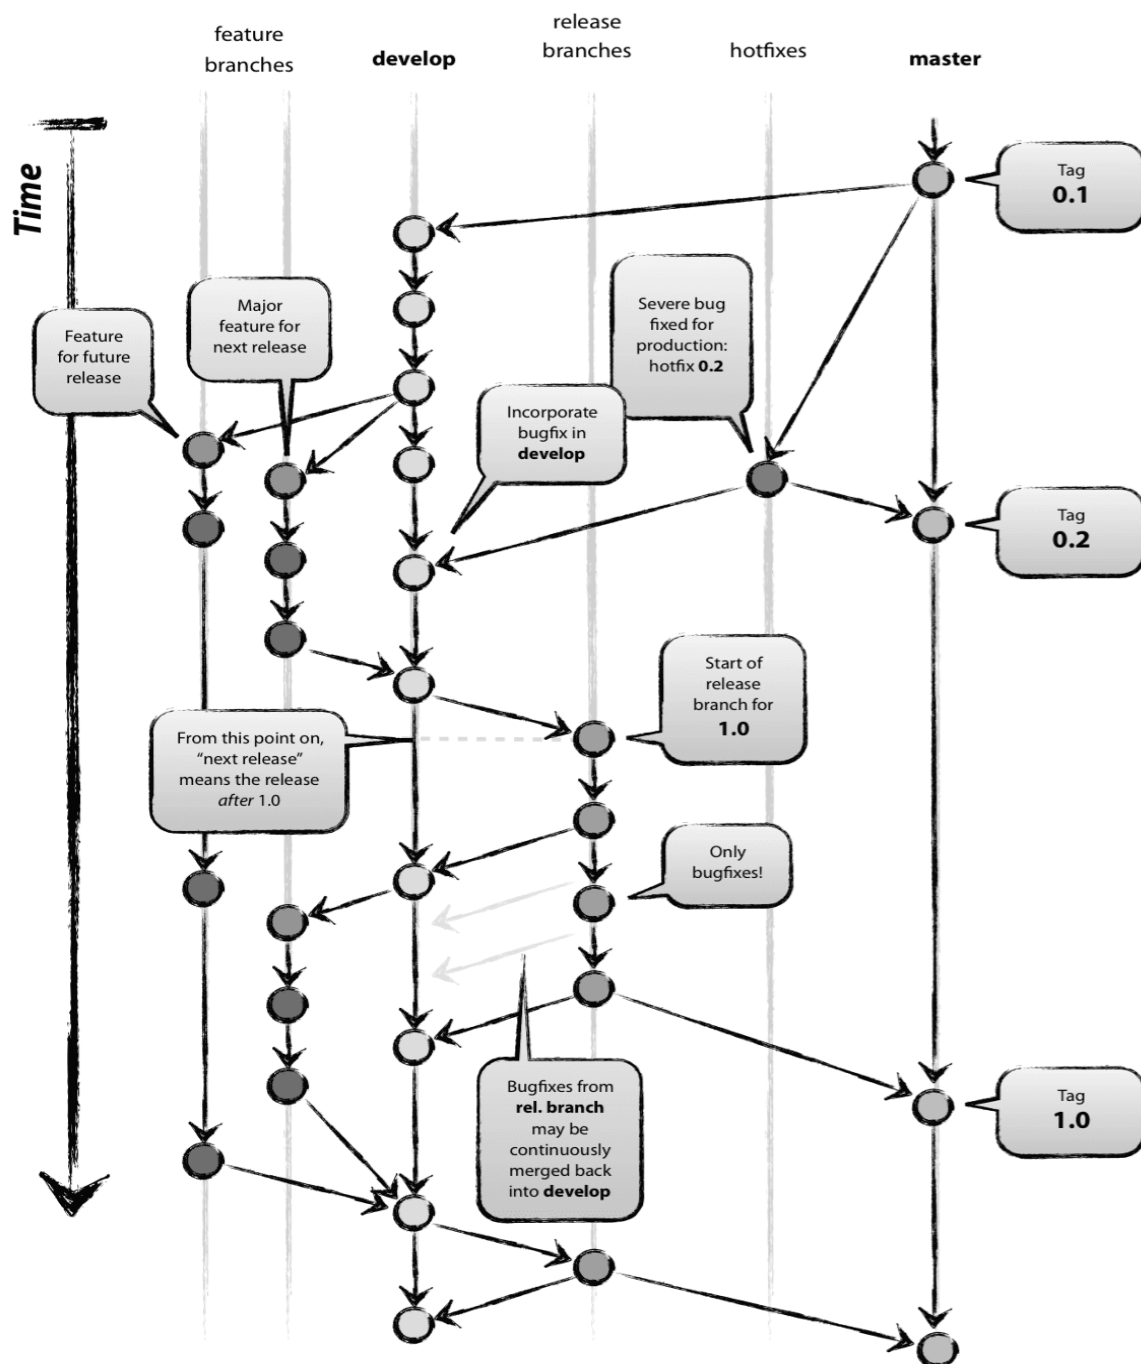 feature
branches
develop
release
branches
hotfixes
master
Time
Tag
0.1
Major
feature for
next release
Feature
for future
release
Severe bug
fixed for
production:
hotfix 0.2
Incorporate
bugfix in
develop
Tag
0.2
Start of
release
branch for
1.0
From this point on,
“next release”
means the release
after 1.0
Only
bugfixes!
Bugfixes from
rel. branch
may be
continuously
merged back
into develop
Tag
1.0